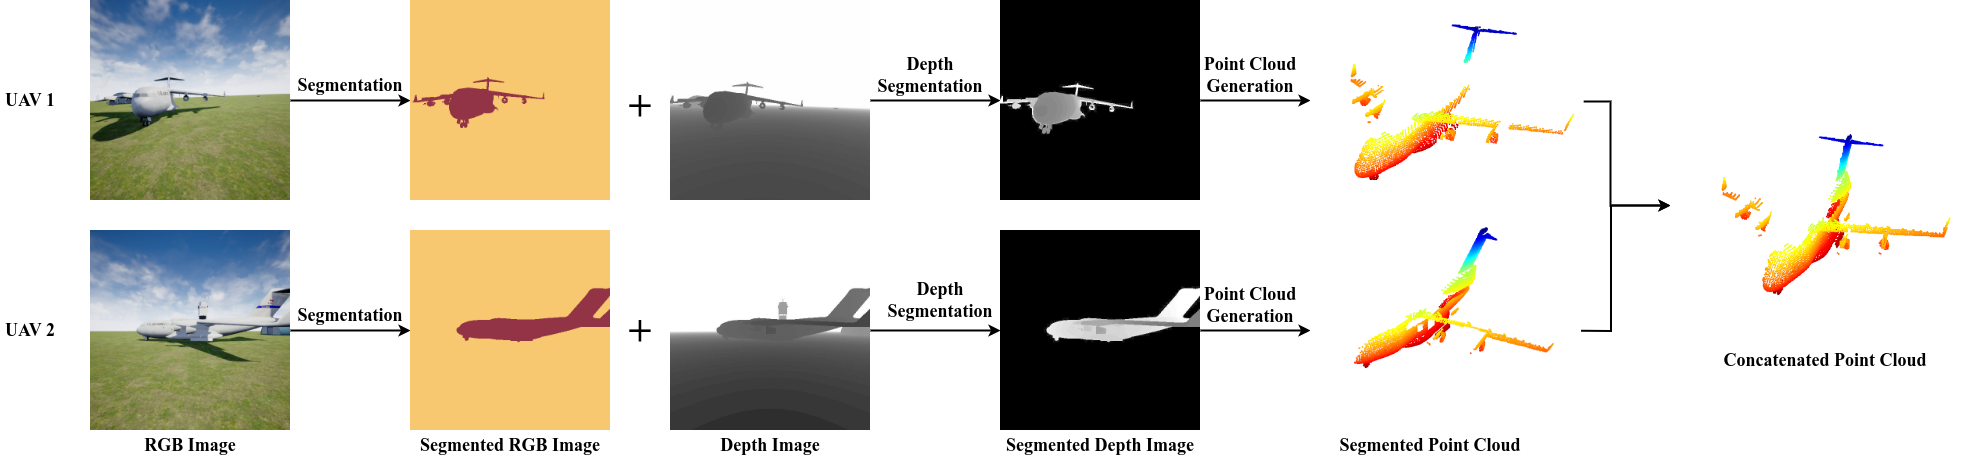 UAV 1
Segmentation
+
Depth
Segmentation
Point Cloud
Generation
UAV 2
Segmentation
+
Depth
Segmentation
Point Cloud
Generation
Concatenated Point Cloud
RGB Image
Segmented RGB Image
Depth Image
Segmented Depth Image
Segmented Point Cloud